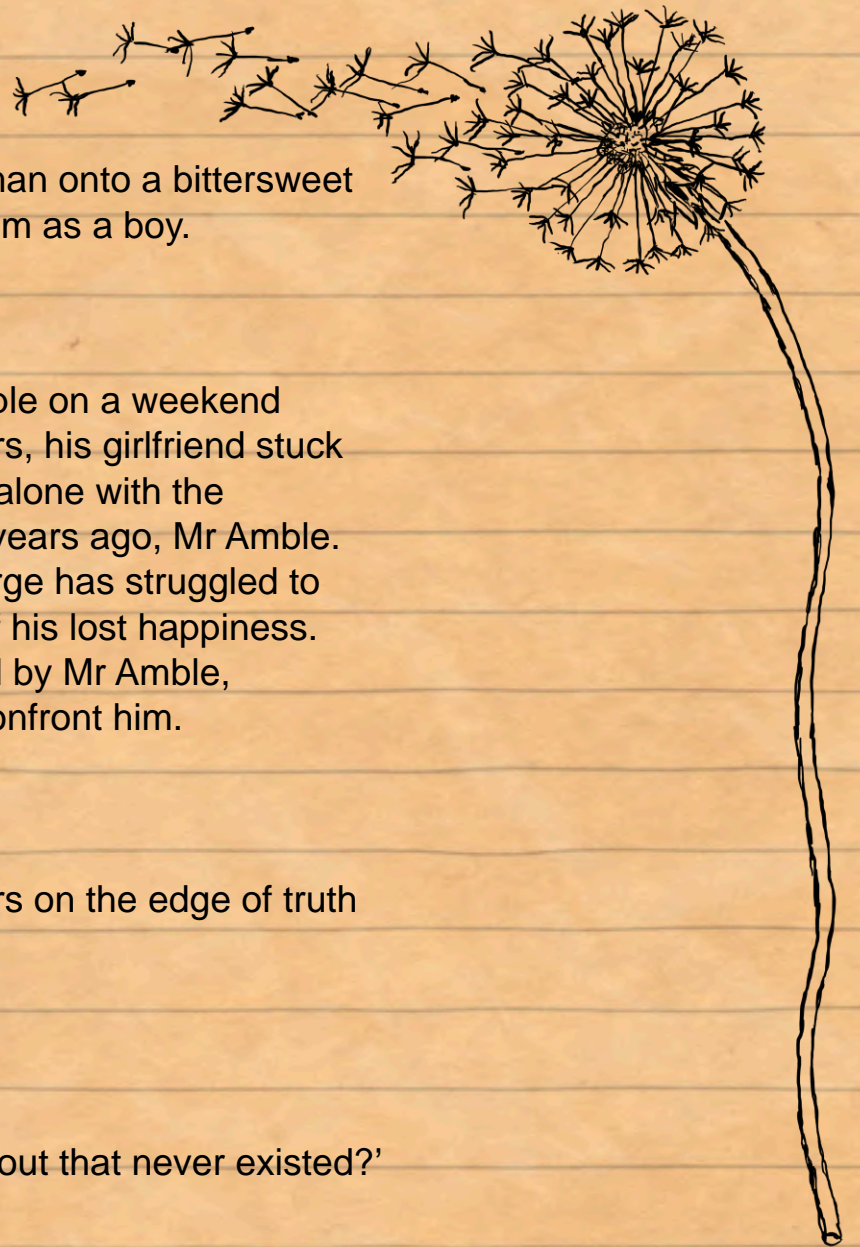 an onto a bittersweet
m as a boy.
ole on a weekend
rs, his girlfriend stuck
alone with the
years ago, Mr Amble.
rge has struggled to
his lost happiness.
by Mr Amble,
onfront him.
rs on the edge of truth
out that never existed?’